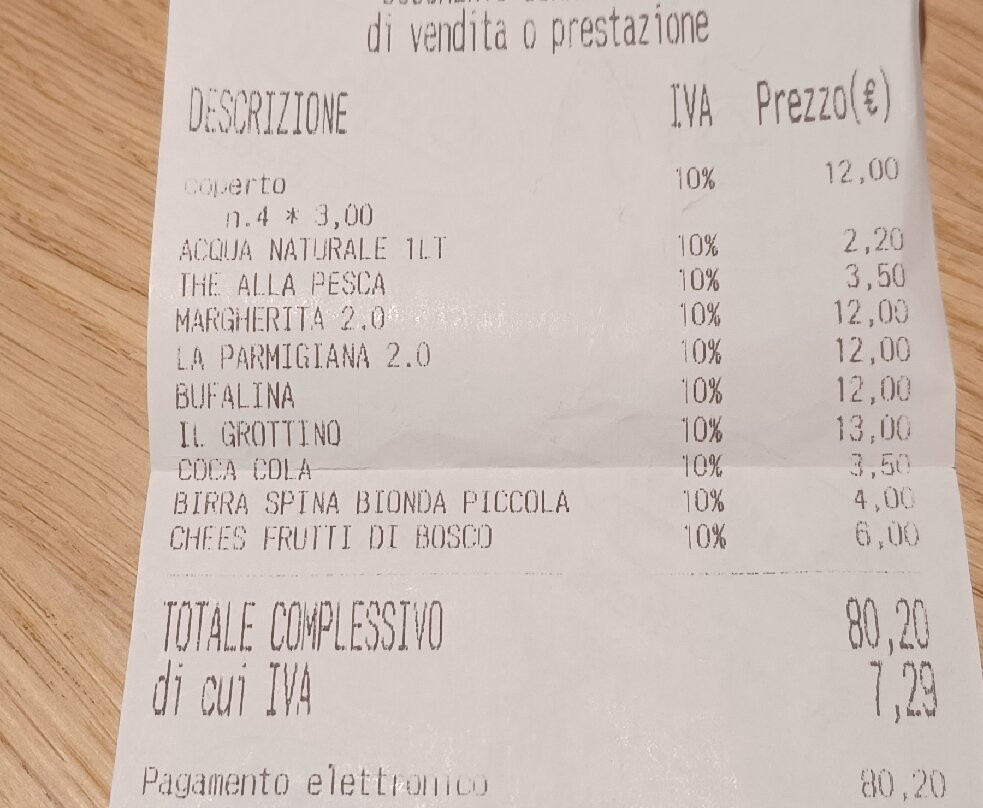 di vendita o prestazione
DESCRIZIONE IVA Prezzo(€)
coperto 10% 12,00
n.4 * 3,00
ACQUA NATURALE 1LT 10% 2,20
THE ALLA PESCA 10% 3,50
MARGHERITA 2.0 10% 12,00
LA PARMIGIANA 2.0 10% 12,00
BUFALINA 10% 12,00
IL GROTTINO 10% 13,00
COCA COLA 10% 3,50
BIRRA SPINA BIONDA PICCOLA 10% 4,00
CHEES FRUTTI DI BOSCO 10% 6,00
TOTALE COMPLESSIVO 80,20
di cui IVA 7,29
Pagamento elettronico 80,20